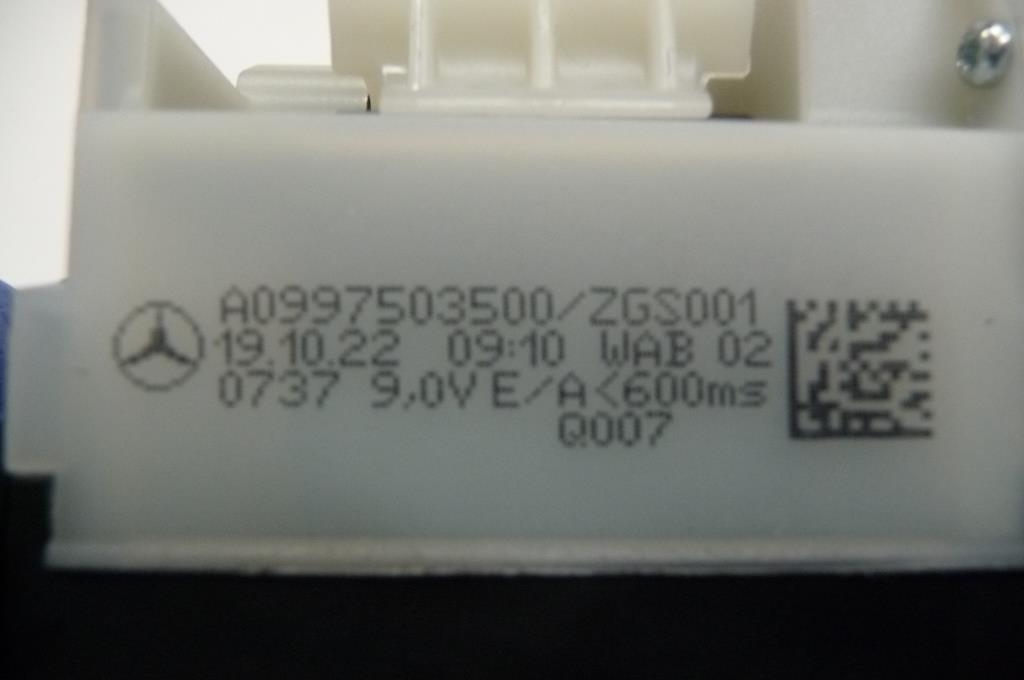 A0997503500/ZGS001
19.10.22 09:10 WAB 02
0737 9,0V E/A<600ms
Q007